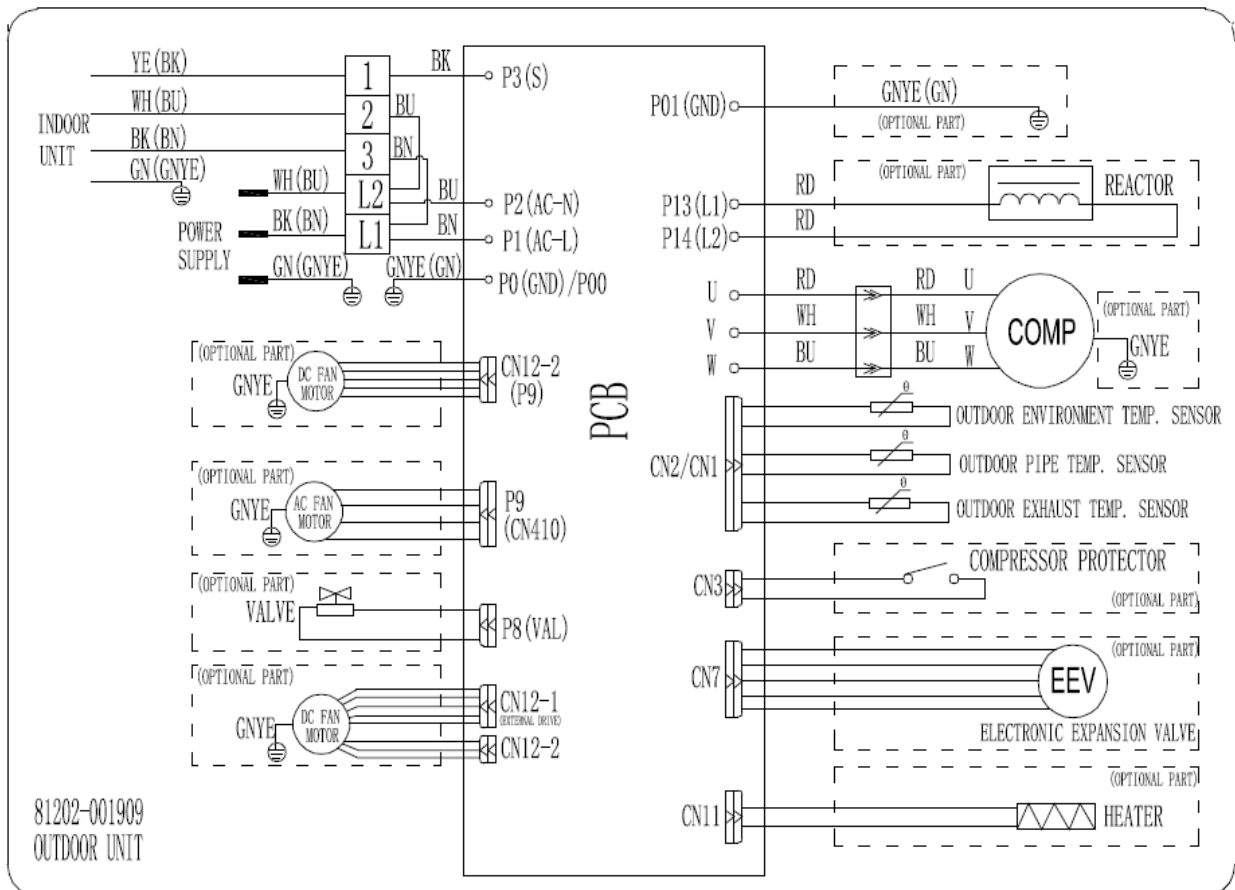 YE(BK)
1
BK
P3(S)
WH(BU)
2
BU
INDOOR
UNIT
BK(BN)
3
BN
GN(GNYE)
WH(BU)
L2
BU
P2(AC-N)
POWER
SUPPLY
BK(BN)
L1
BN
P1(AC-L)
GN(GNYE)
GNYE(GN)
P0(GND)/P00
(OPTIONAL PART)
GNYE
DC FAN
MOTOR
CN12-2
(P9)
(OPTIONAL PART)
GNYE
AC FAN
MOTOR
P9
(CN410)
(OPTIONAL PART)
VALVE
P8(VAL)
(OPTIONAL PART)
GNYE
DC FAN
MOTOR
CN12-1
(EXTERNAL DRIVE)
CN12-2
81202-001909
OUTDOOR UNIT
PCB
P01(GND)
GNYE(GN)
(OPTIONAL PART)
(OPTIONAL PART)
RD
REACTOR
P13(L1)
RD
P14(L2)
U
RD
RD
U
V
WH
WH
V
W
BU
BU
W
COMP
(OPTIONAL PART)
GNYE
CN2/CN1
θ
OUTDOOR ENVIRONMENT TEMP. SENSOR
θ
OUTDOOR PIPE TEMP. SENSOR
θ
OUTDOOR EXHAUST TEMP. SENSOR
CN3
COMPRESSOR PROTECTOR
(OPTIONAL PART)
CN7
(OPTIONAL PART)
EEV
ELECTRONIC EXPANSION VALVE
(OPTIONAL PART)
CN11
HEATER